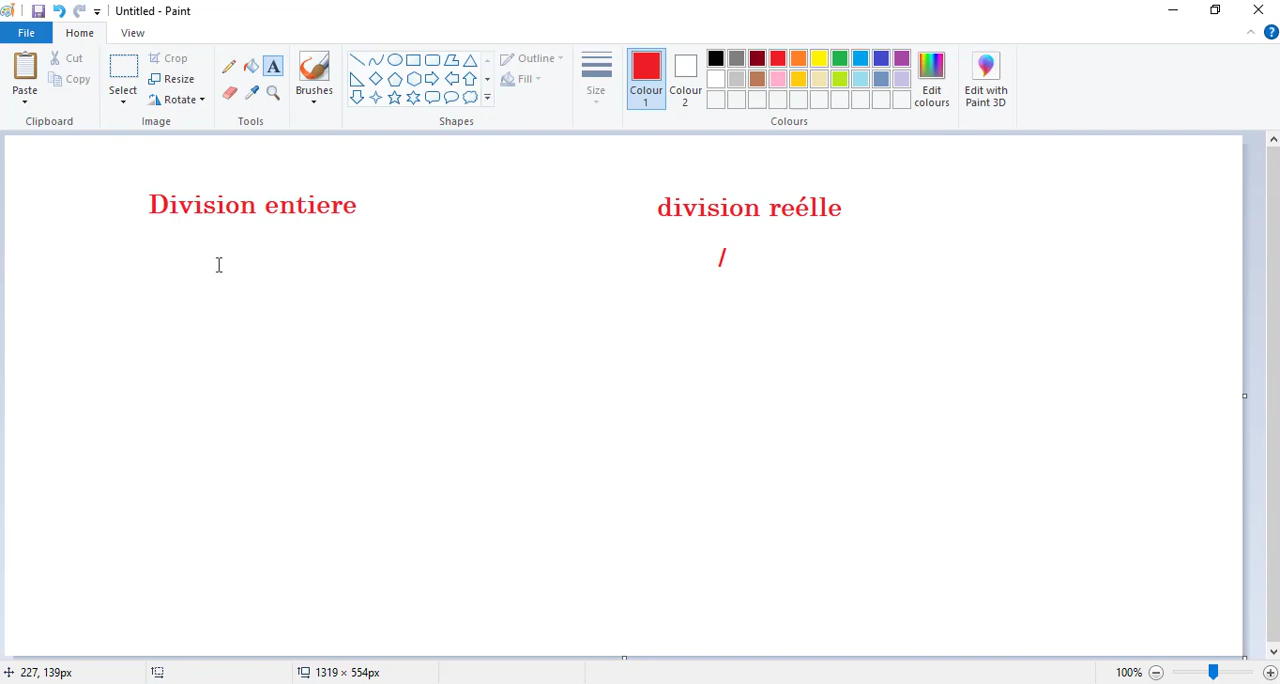 Untitled - Paint
File
Home
View
Paste
Cut
Copy
Clipboard
Select
Crop
Resize
Rotate
Image
A
Tools
Brushes
Shapes
Outline
Fill
Size
Colour 1
Colour 2
Edit colours
Colours
Edit with Paint 3D
Division entiere
division reélle
/
227, 139px
1319 × 554px
100%